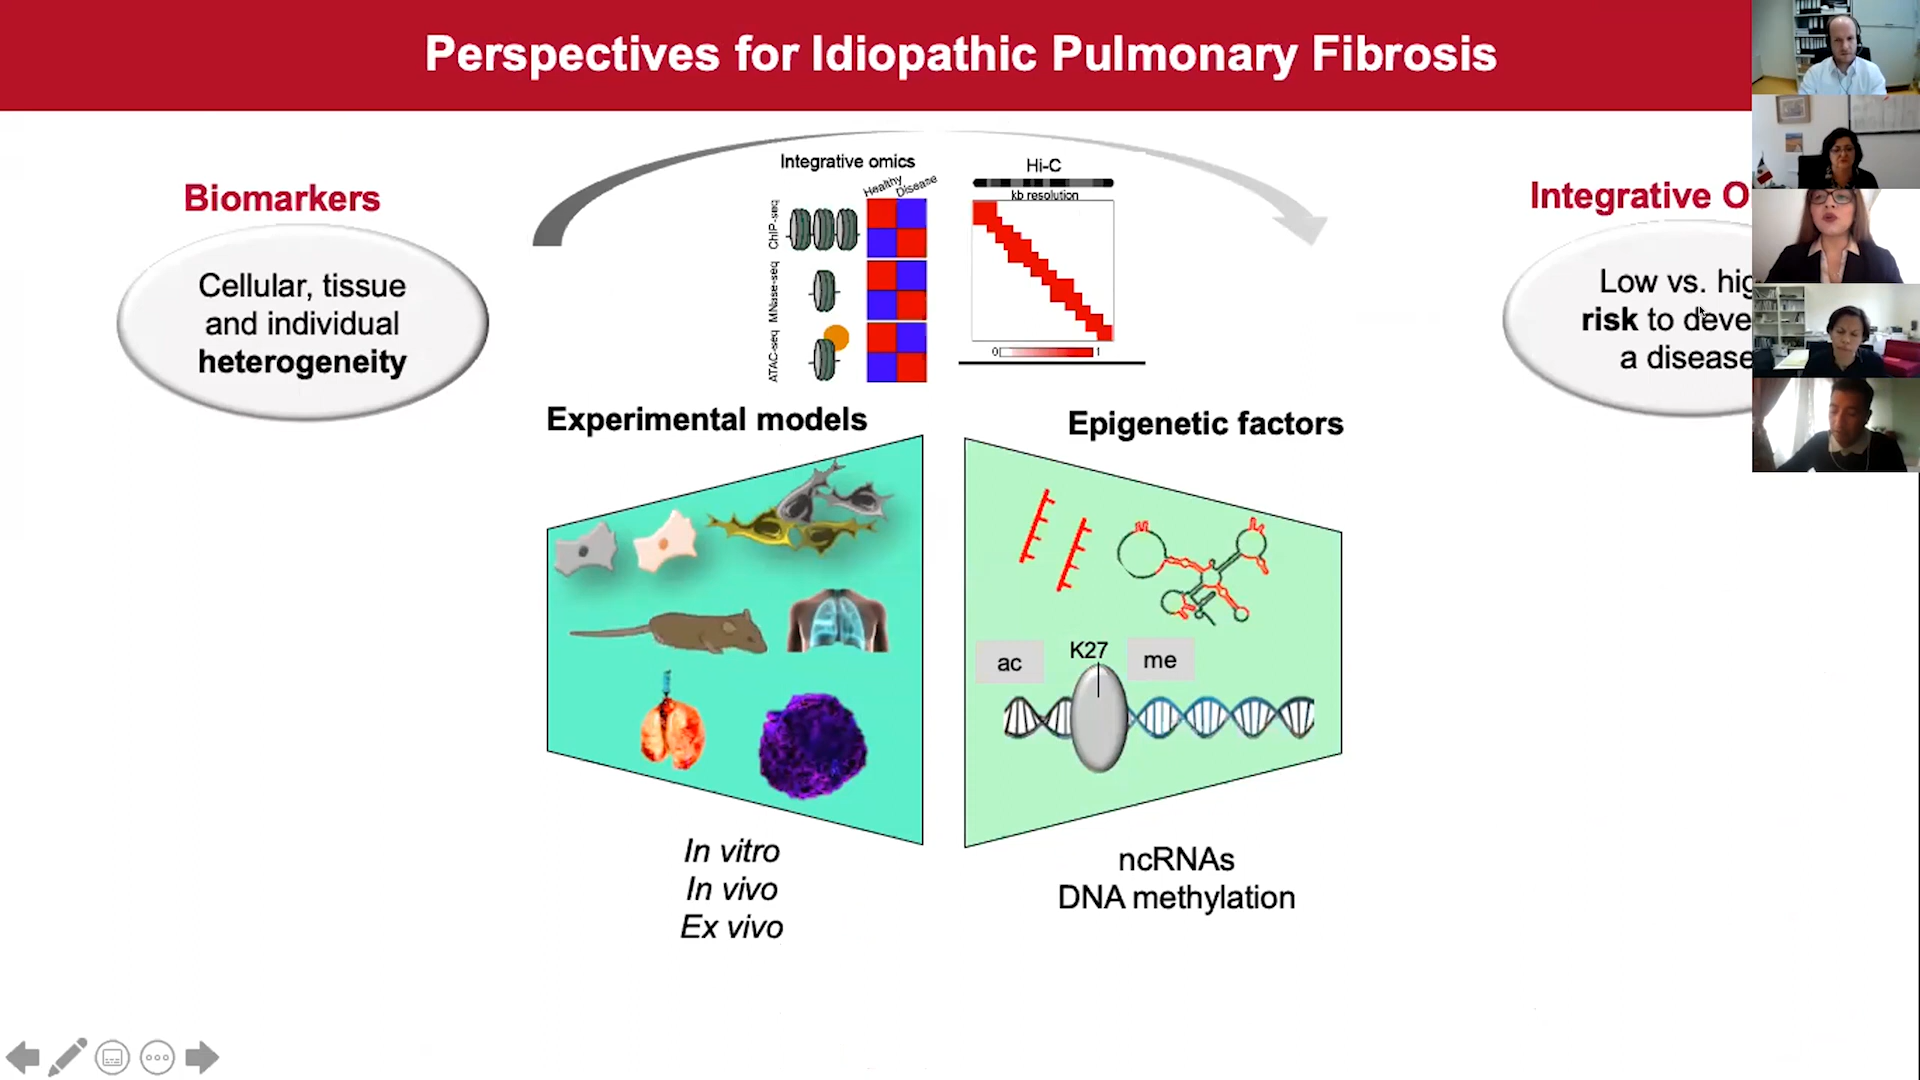 Perspectives for Idiopathic Pulmonary Fibrosis
Biomarkers
Cellular, tissue
and individual
heterogeneity
Integrative omics
Healthy
Disease
ChIP-seq
MNase-seq
ATAC-seq
Hi-C
kb resolution
0
1
Integrative O
Low vs. hig
risk to deve
a disease
Experimental models
Epigenetic factors
ac
K27
me
In vitro
In vivo
Ex vivo
ncRNAs
DNA methylation